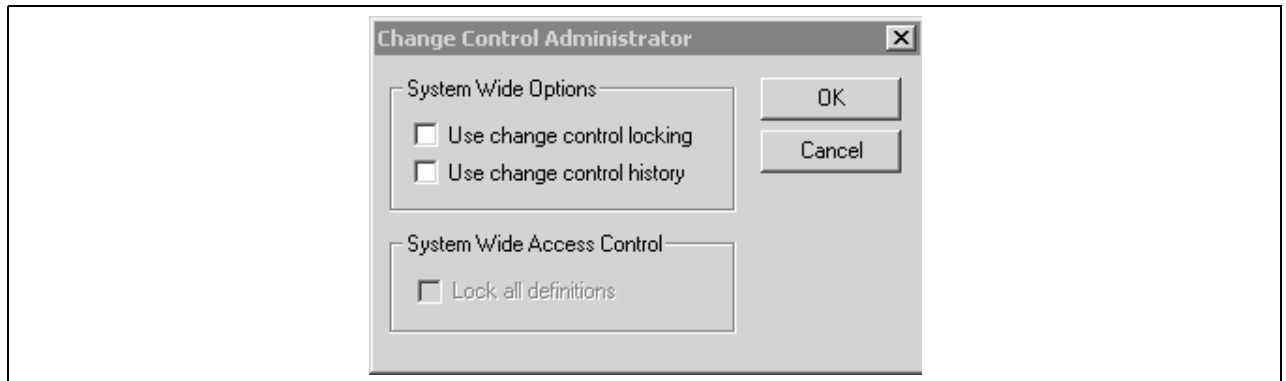 Change Control Administrator
System Wide Options
OK
Use change control locking
Cancel
Use change control history
System Wide Access Control
Lock all definitions